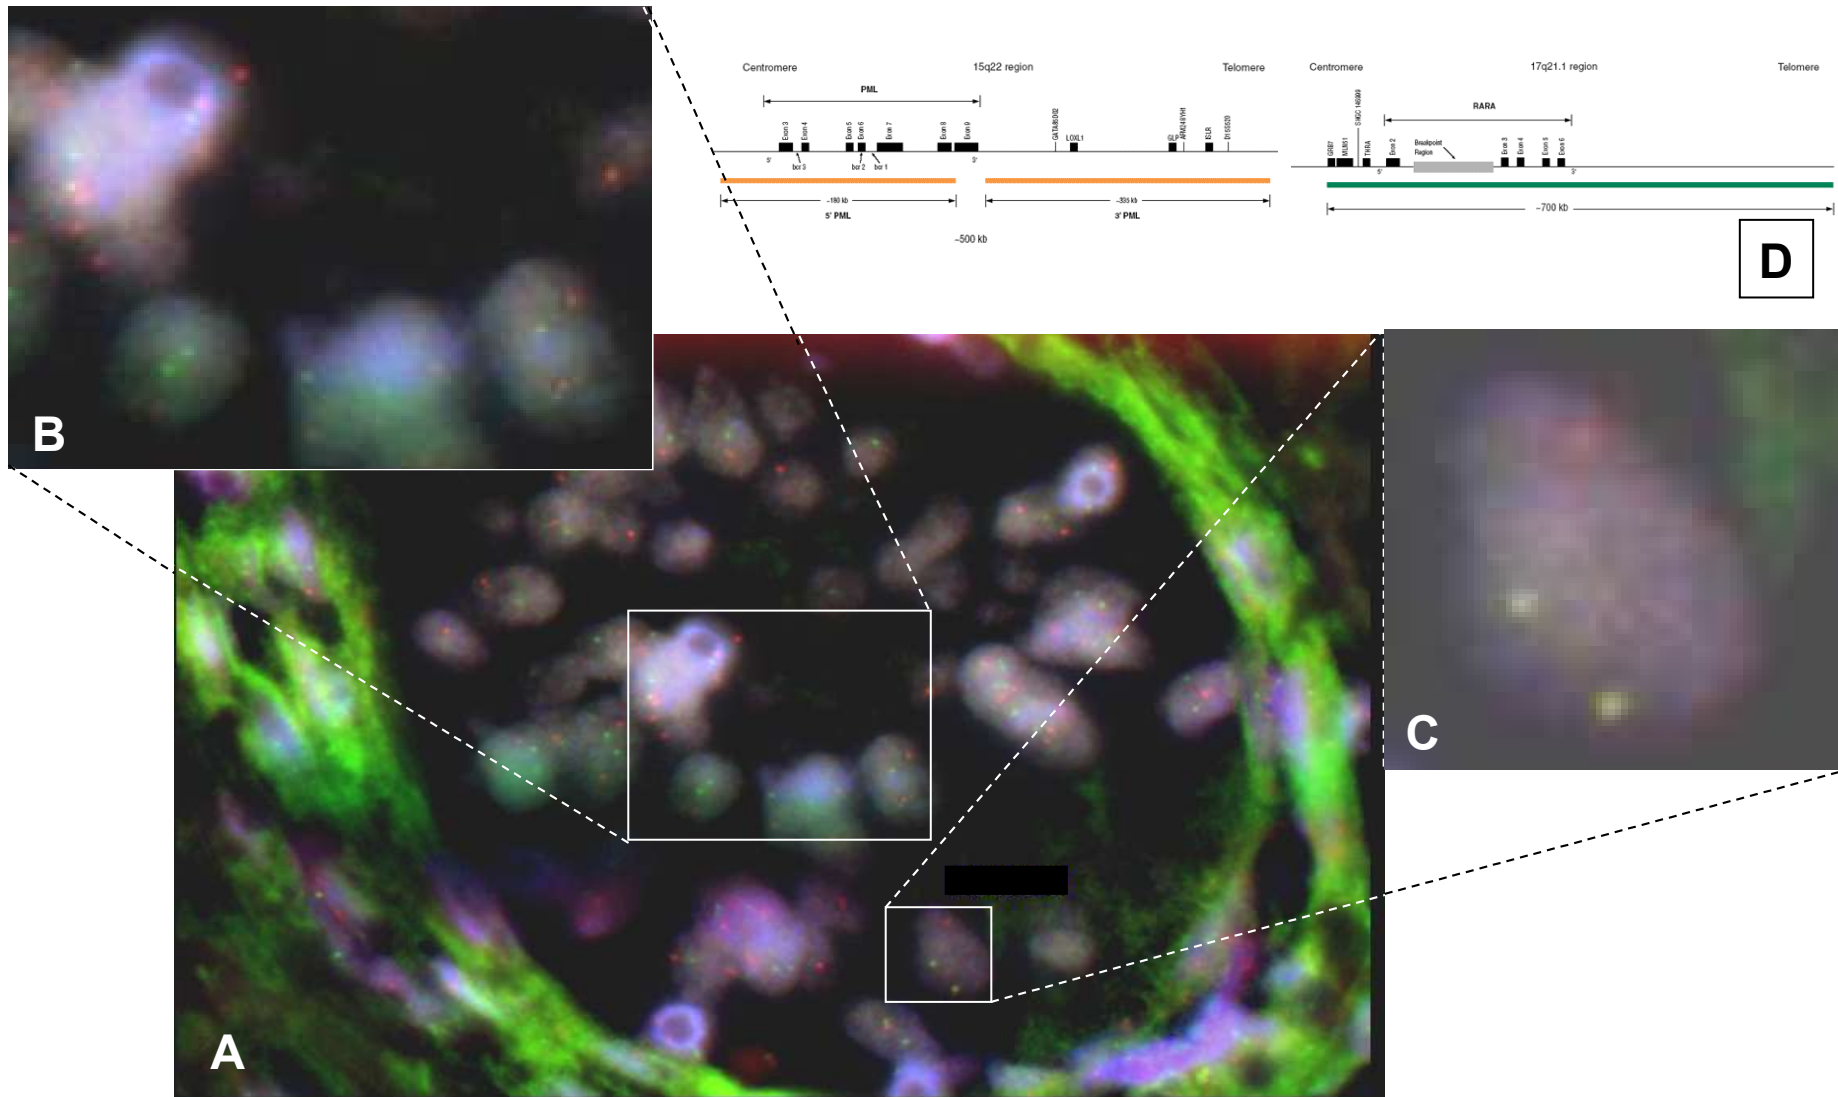 Centromere 15q22 region Telomere
PML
Exon 3 Exon 4 Exon 5 Exon 6 Exon 7 Exon 8 Exon 9 LOXL1 GLP ISLR
5' bcr 3 bcr 2 bcr 1 3'
~180 kb ~335 kb
5' PML 3' PML
~500 kb
Centromere 17q21.1 region Telomere
RARA
GRB7 THRA Exon 2 Breakpoint Region Exon 3 Exon 4 Exon 5 Exon 6
5' 3'
~700 kb
D
B
C
A